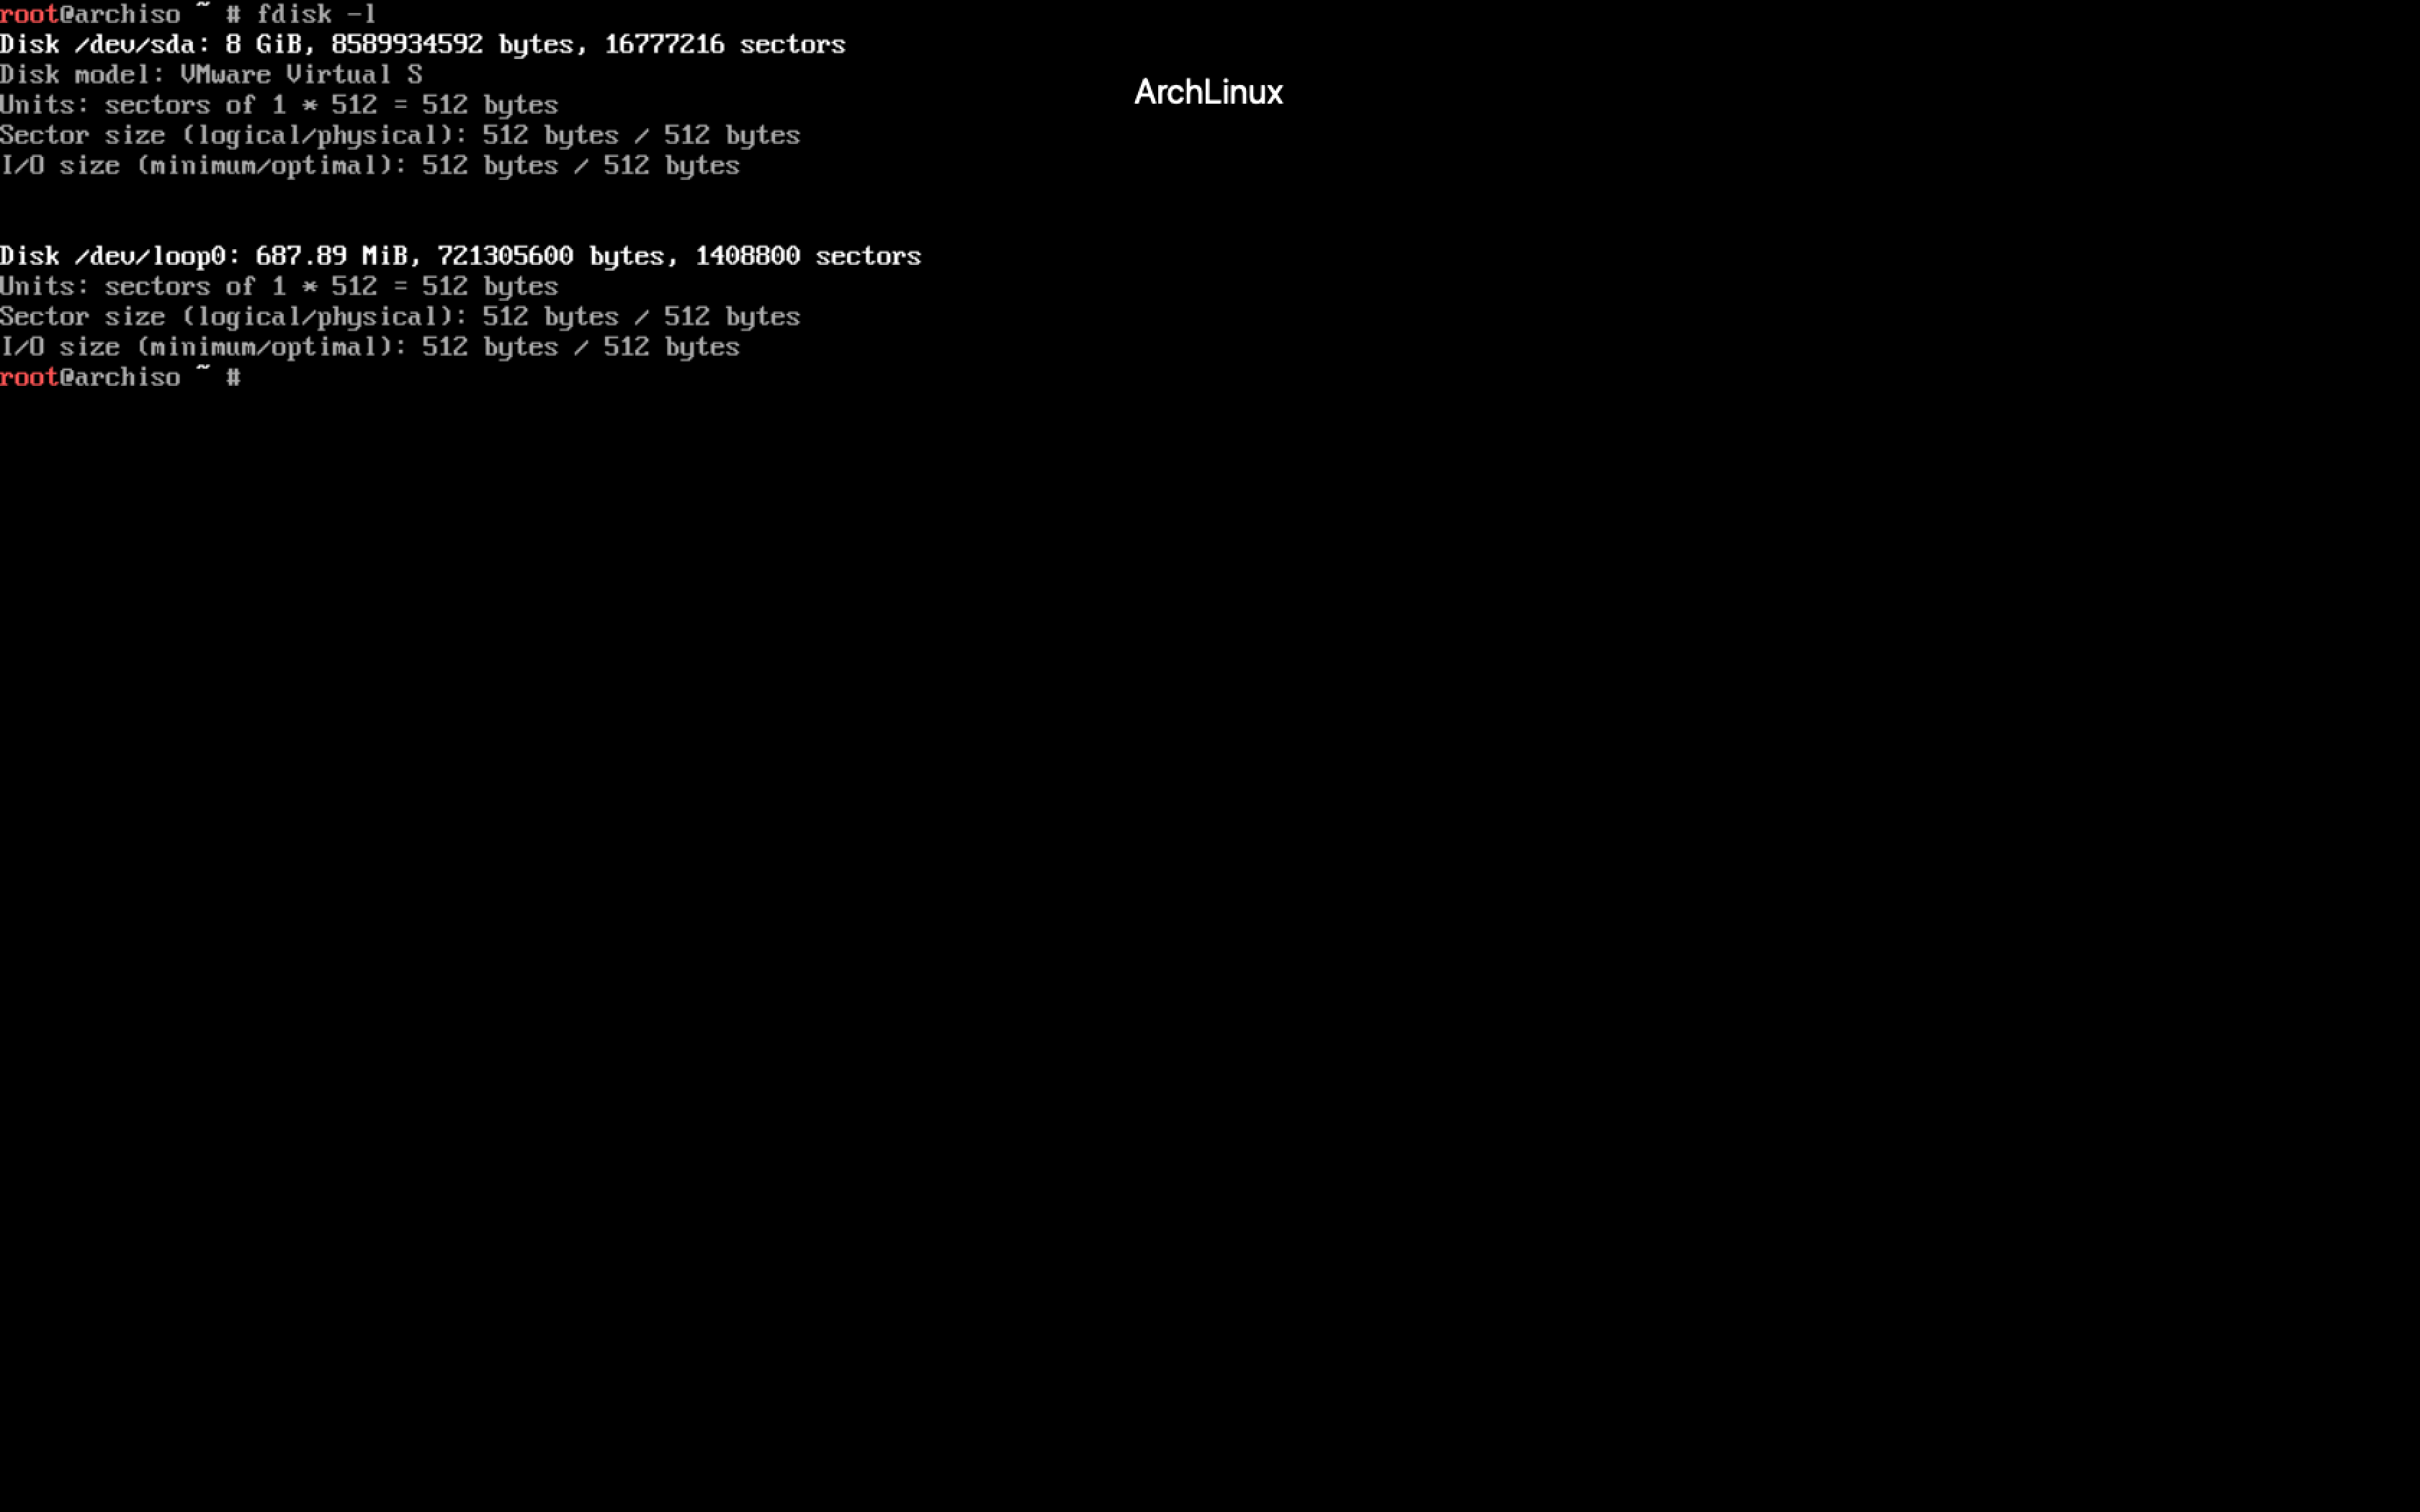 root@archiso ~ # fdisk -l
Disk /dev/sda: 8 GiB, 8589934592 bytes, 16777216 sectors
Disk model: VMware Virtual S
ArchLinux
Units: sectors of 1 * 512 = 512 bytes
Sector size (logical/physical): 512 bytes / 512 bytes
I/O size (minimum/optimal): 512 bytes / 512 bytes
Disk /dev/loop0: 687.89 MiB, 721305600 bytes, 1408800 sectors
Units: sectors of 1 * 512 = 512 bytes
Sector size (logical/physical): 512 bytes / 512 bytes
I/O size (minimum/optimal): 512 bytes / 512 bytes
root@archiso ~ #